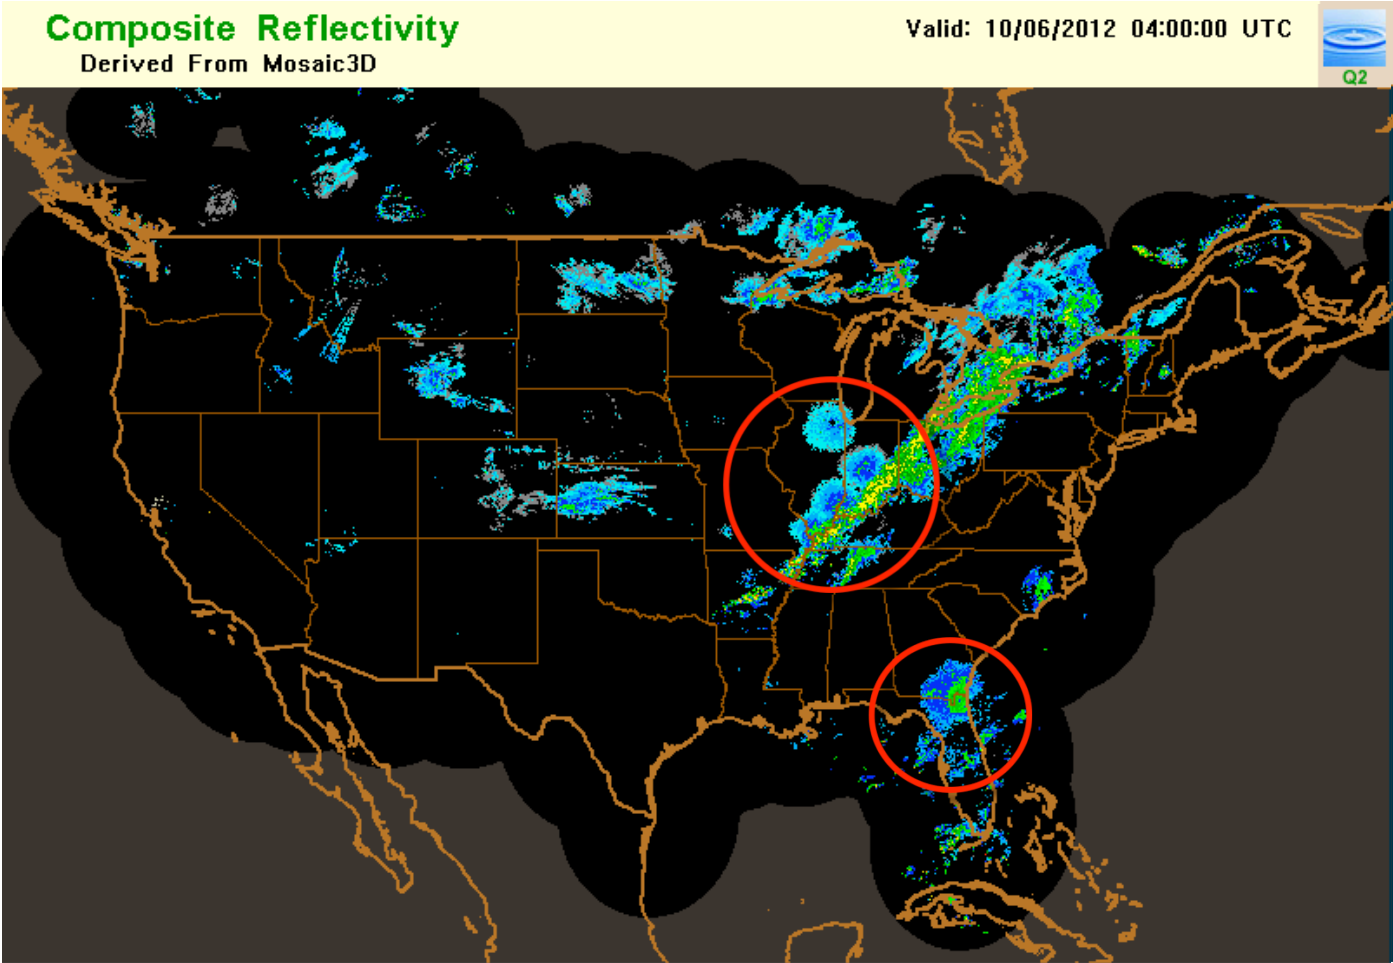 Composite Reflectivity
Derived From Mosaic3D
Valid: 10/06/2012 04:00:00 UTC
Q2